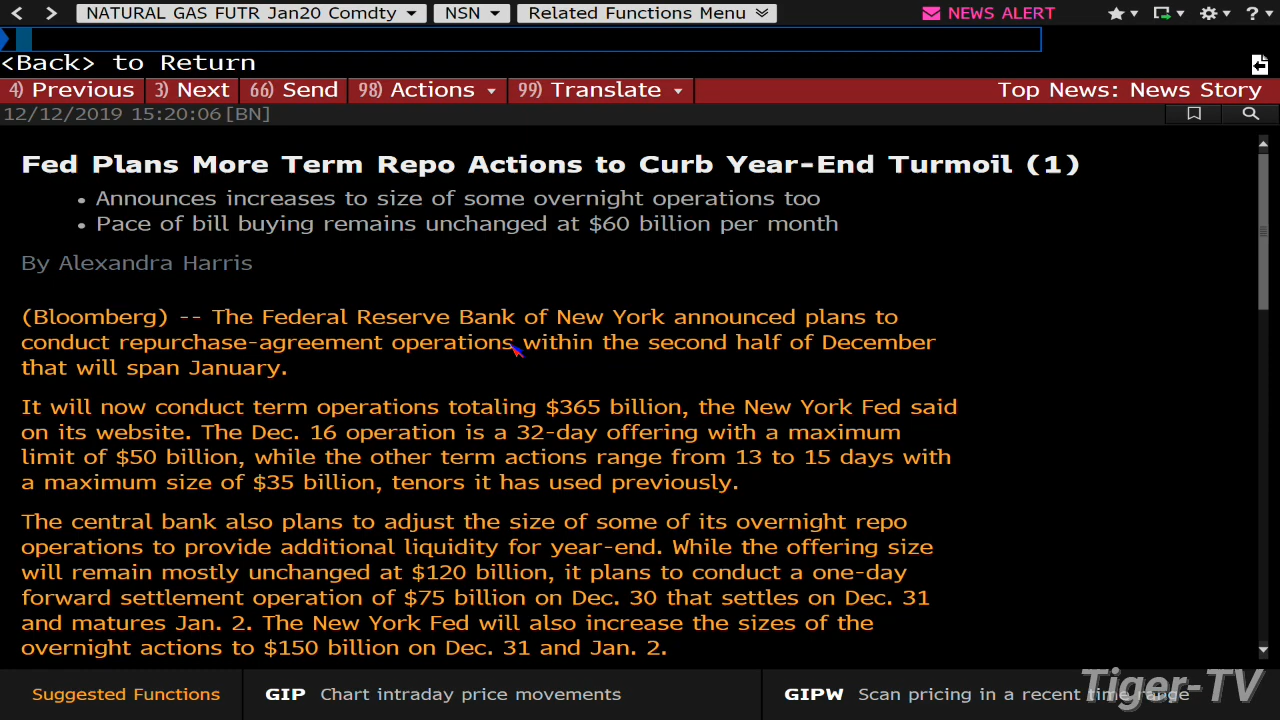 NATURAL GAS FUTR Jan20 Comdty NSN Related Functions Menu NEWS ALERT ?
<Back> to Return
4) Previous 3) Next 66) Send 98) Actions 99) Translate Top News: News Story
12/12/2019 15:20:06 [BN]
Fed Plans More Term Repo Actions to Curb Year-End Turmoil (1)
• Announces increases to size of some overnight operations too
• Pace of bill buying remains unchanged at $60 billion per month
By Alexandra Harris
(Bloomberg) -- The Federal Reserve Bank of New York announced plans to
conduct repurchase-agreement operations within the second half of December
that will span January.
It will now conduct term operations totaling $365 billion, the New York Fed said
on its website. The Dec. 16 operation is a 32-day offering with a maximum
limit of $50 billion, while the other term actions range from 13 to 15 days with
a maximum size of $35 billion, tenors it has used previously.
The central bank also plans to adjust the size of some of its overnight repo
operations to provide additional liquidity for year-end. While the offering size
will remain mostly unchanged at $120 billion, it plans to conduct a one-day
forward settlement operation of $75 billion on Dec. 30 that settles on Dec. 31
and matures Jan. 2. The New York Fed will also increase the sizes of the
overnight actions to $150 billion on Dec. 31 and Jan. 2.
Suggested Functions GIP Chart intraday price movements GIPW Scan pricing in a recent time range
Tiger-TV